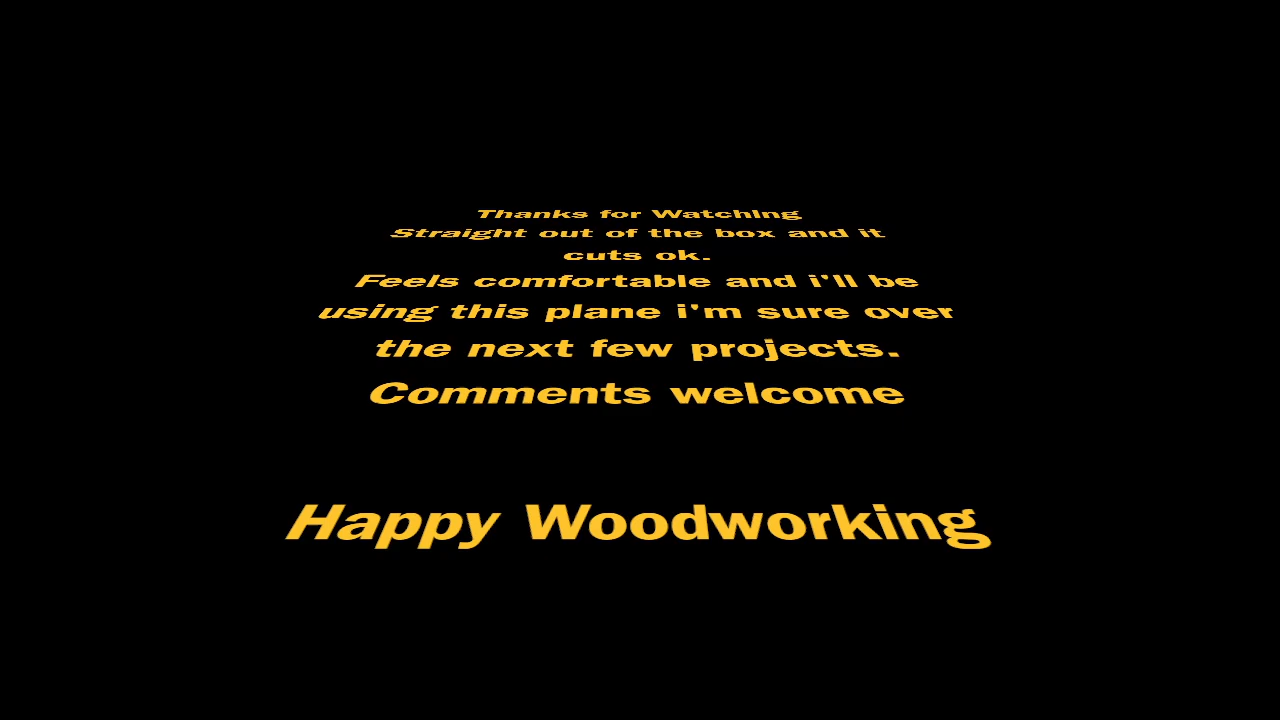 Thanks for Watching
Straight out of the box and it
cuts ok.
Feels comfortable and i'll be
using this plane i'm sure over
the next few projects.
Comments welcome
Happy Woodworking